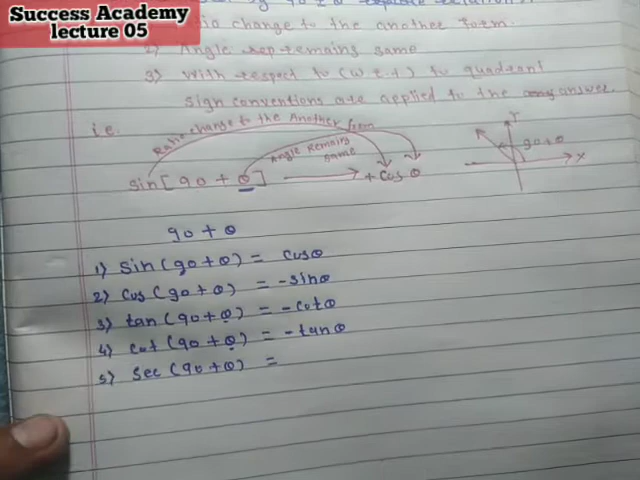 Success Academy
lecture 05
change to the another form.
2) Angle remains same
3) With respect to (w.r.t) to quadrant
sign conventions are applied to the answer.
i.e. Ratio change to the Another form
Angle Remains same
sin[90 + θ] → + cos θ
Y
90+θ
X
90 + θ
1) sin(90+θ) = cosθ
2) cos(90+θ) = -sinθ
3) tan(90+θ) = -cotθ
4) cot(90+θ) = -tanθ
5) sec(90+θ) =